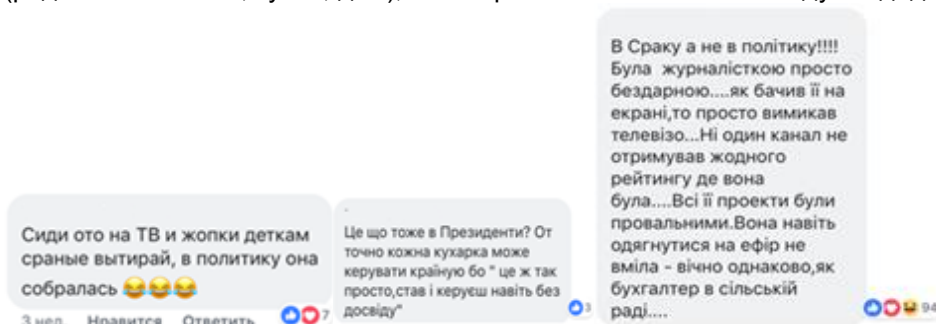 Сиди ото на ТВ и жопки деткам
сраные вытирай, в политику она
собралась 😂😂😂
3 нед. Нравится Ответить 7
Це що тоже в Президенти? От
точно кожна кухарка може
керувати країную бо " це ж так
просто,став і керуєш навіть без
досвіду"
3
В Сраку а не в політику!!!!
Була журналісткою просто
бездарною....як бачив її на
екрані,то просто вимикав
телевізо...Ні один канал не
отримував жодного
рейтингу де вона
була....Всі її проекти були
провальними.Вона навіть
одягнутися на ефір не
вміла - вічно однаково,як
бухгалтер в сільській
раді....
94